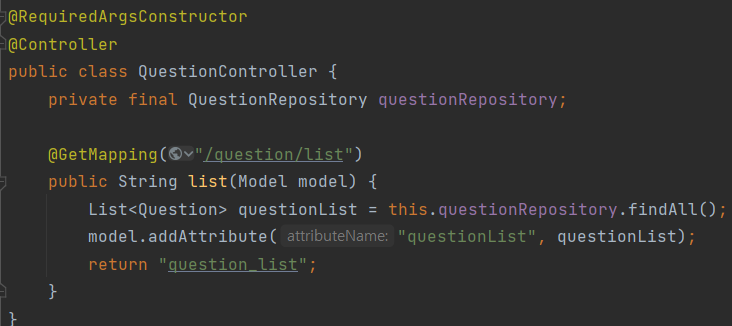 @RequiredArgsConstructor
@Controller
public class QuestionController {
    private final QuestionRepository questionRepository;

    @GetMapping("/question/list")
    public String list(Model model) {
        List<Question> questionList = this.questionRepository.findAll();
        model.addAttribute( attributeName: "questionList", questionList);
        return "question_list";
    }
}